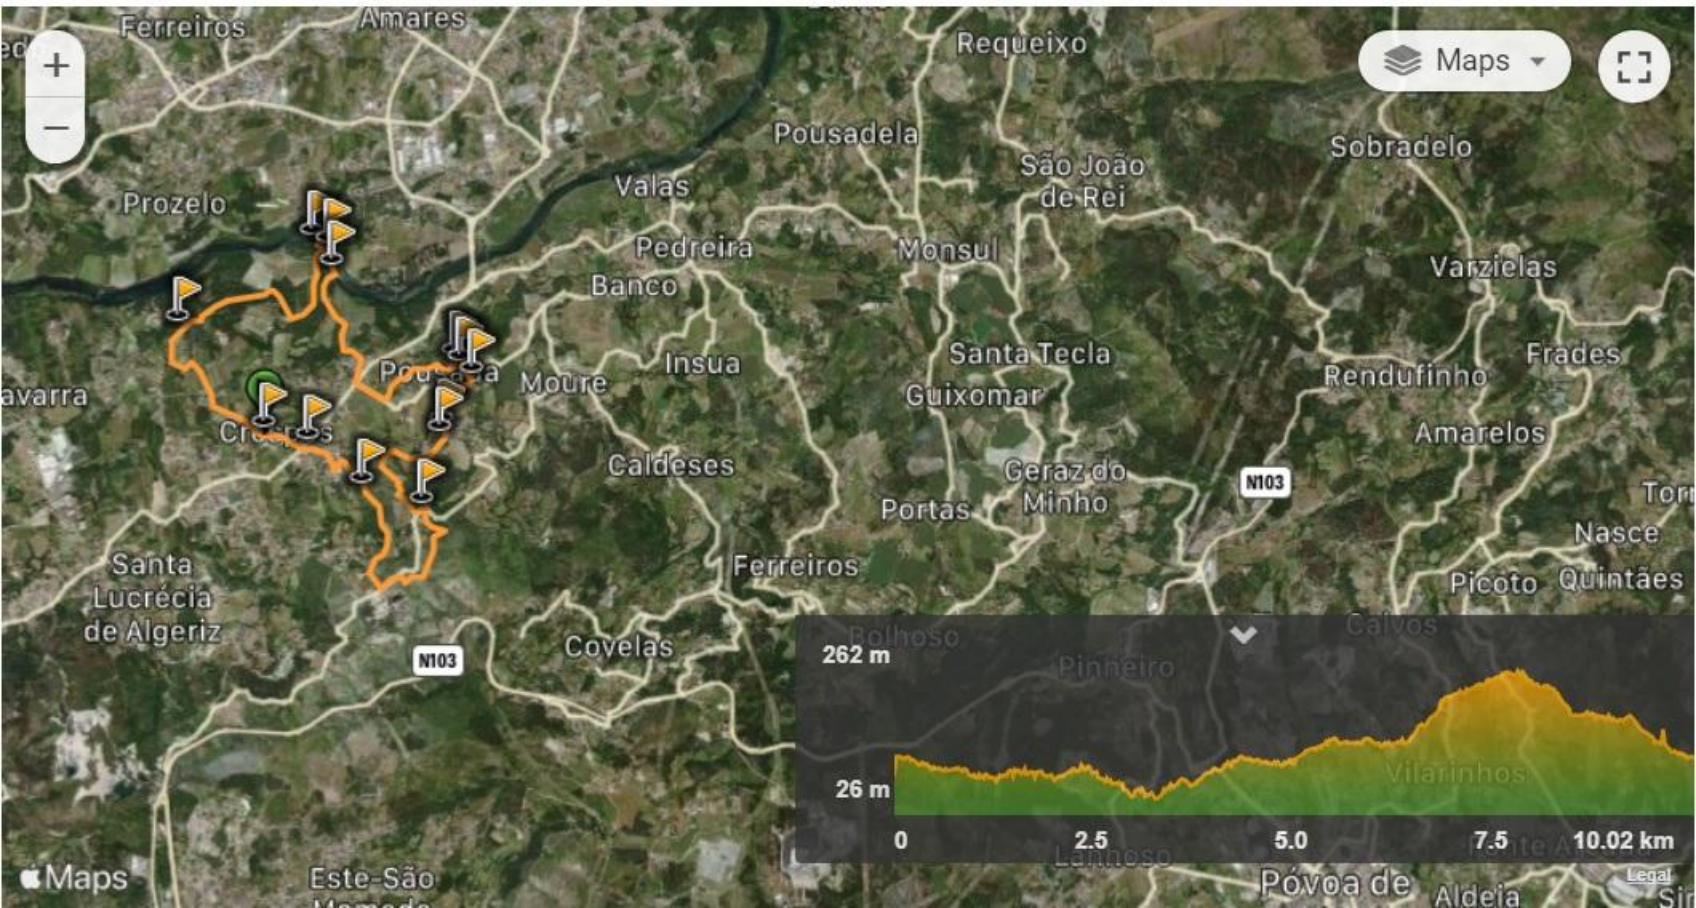 Ferreiros
Amares
Requeixo
Maps
Pousadela
Sobradelo
São João
de Rei
Valas
Prozelo
Pedreira
Monsul
Varzielas
Banco
Santa Tecla
Frades
Insua
Moure
Rendufinho
avarra
Guixomar
Amarelos
Caldeses
Geraz do
Minho
N103
Portas
Nasce
Quintães
Picoto
Santa
Lucrécia
de Algeriz
Ferreiros
Calvos
Bolhoso
Covelas
N103
262 m
Pinheiro
Vilarinhos
26 m
0
2.5
5.0
7.5
10.02 km
Lanhoso
Maps
Este-São
Póvoa de
Legal
Aldeia